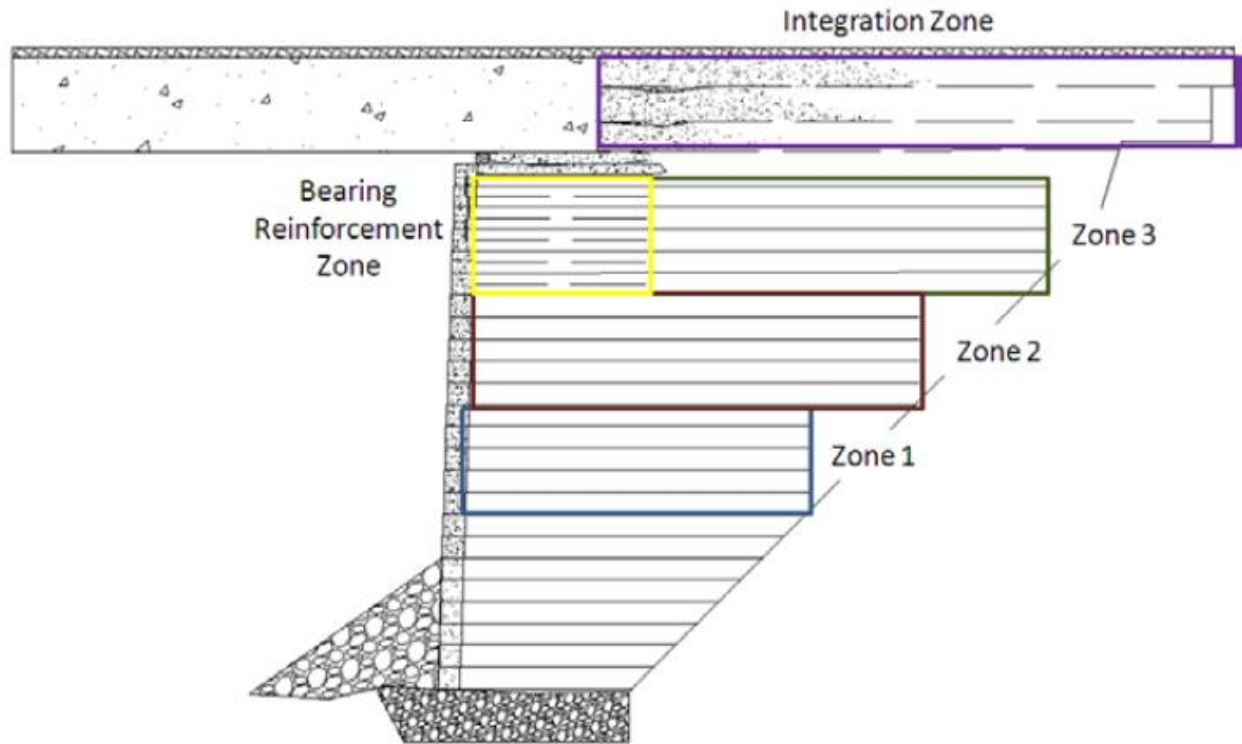 Integration Zone
Bearing
Reinforcement
Zone
Zone 3
Zone 2
Zone 1